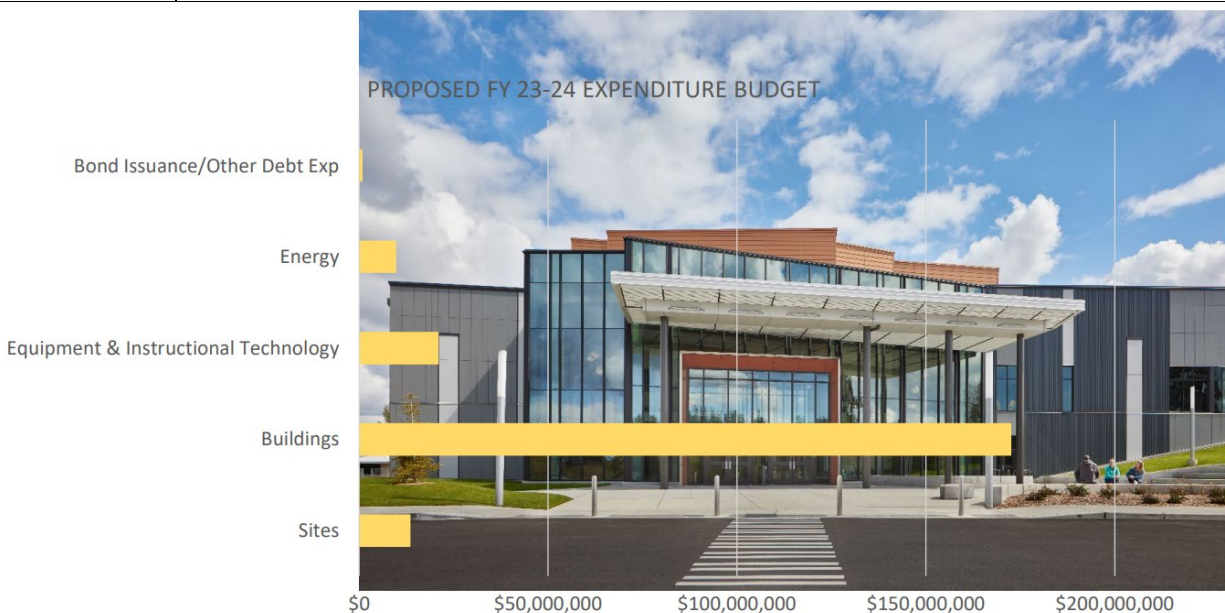 PROPOSED FY 23-24 EXPENDITURE BUDGET
Bond Issuance/Other Debt Exp
Energy
Equipment & Instructional Technology
Buildings
Sites
$0 $50,000,000 $100,000,000 $150,000,000 $200,000,000